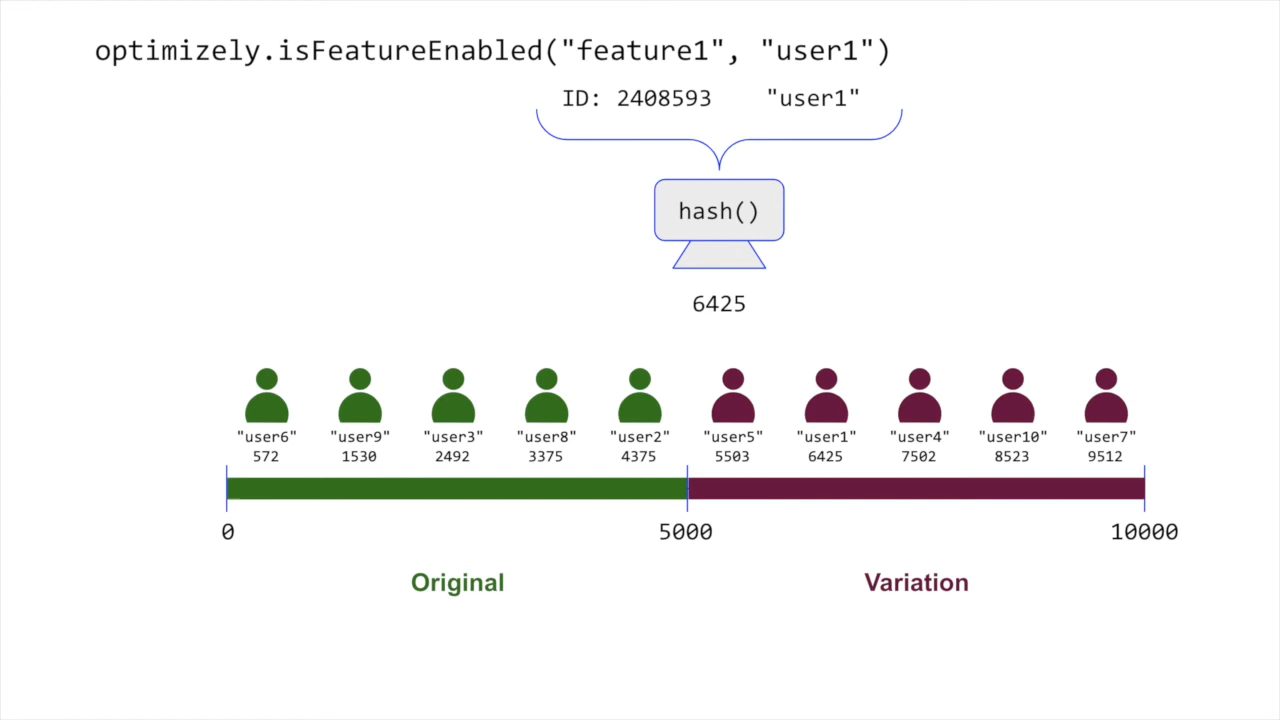 optimizely.isFeatureEnabled("feature1", "user1")
ID: 2408593 "user1"
hash()
6425
"user6" "user9" "user3" "user8" "user2" "user5" "user1" "user4" "user10" "user7"
572 1530 2492 3375 4375 5503 6425 7502 8523 9512
0 5000 10000
Original Variation